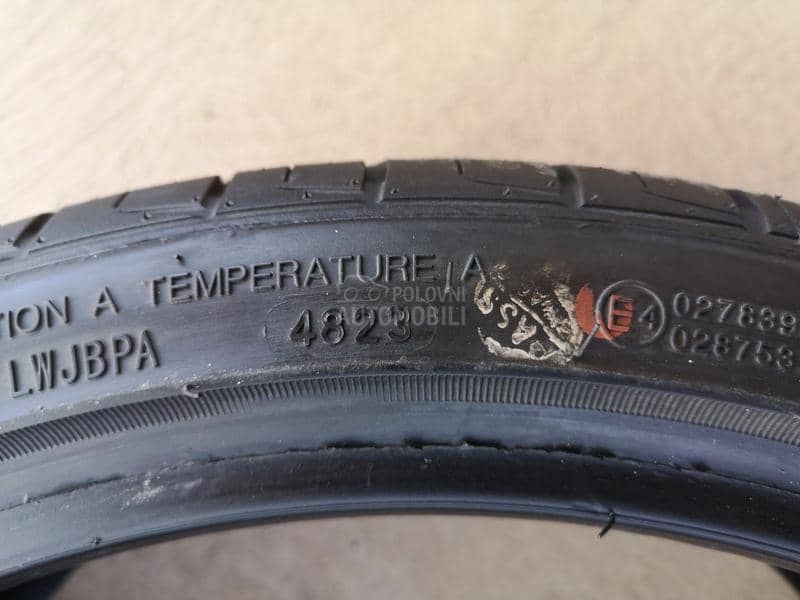 TION A TEMPERATURE A
LWJBPA
4823
E4
027839
028753
POLOVNI
AUTOMOBILI